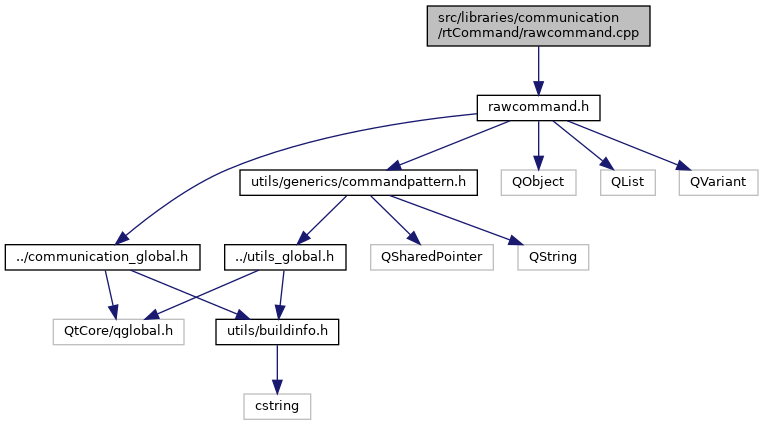 src/libraries/communication
/rtCommand/rawcommand.cpp
rawcommand.h
utils/generics/commandpattern.h
QObject
QList
QVariant
../communication_global.h
../utils_global.h
QSharedPointer
QString
QtCore/qglobal.h
utils/buildinfo.h
cstring